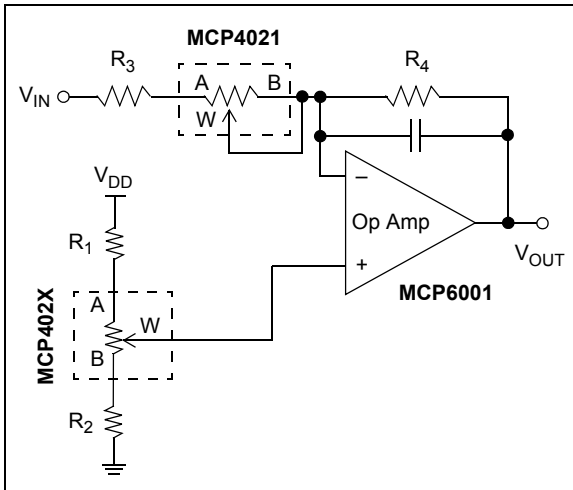 MCP4021
R3
A
B
R4
VIN
W
VDD
–
Op Amp
R1
VOUT
+
MCP6001
MCP402X
A
W
B
R2